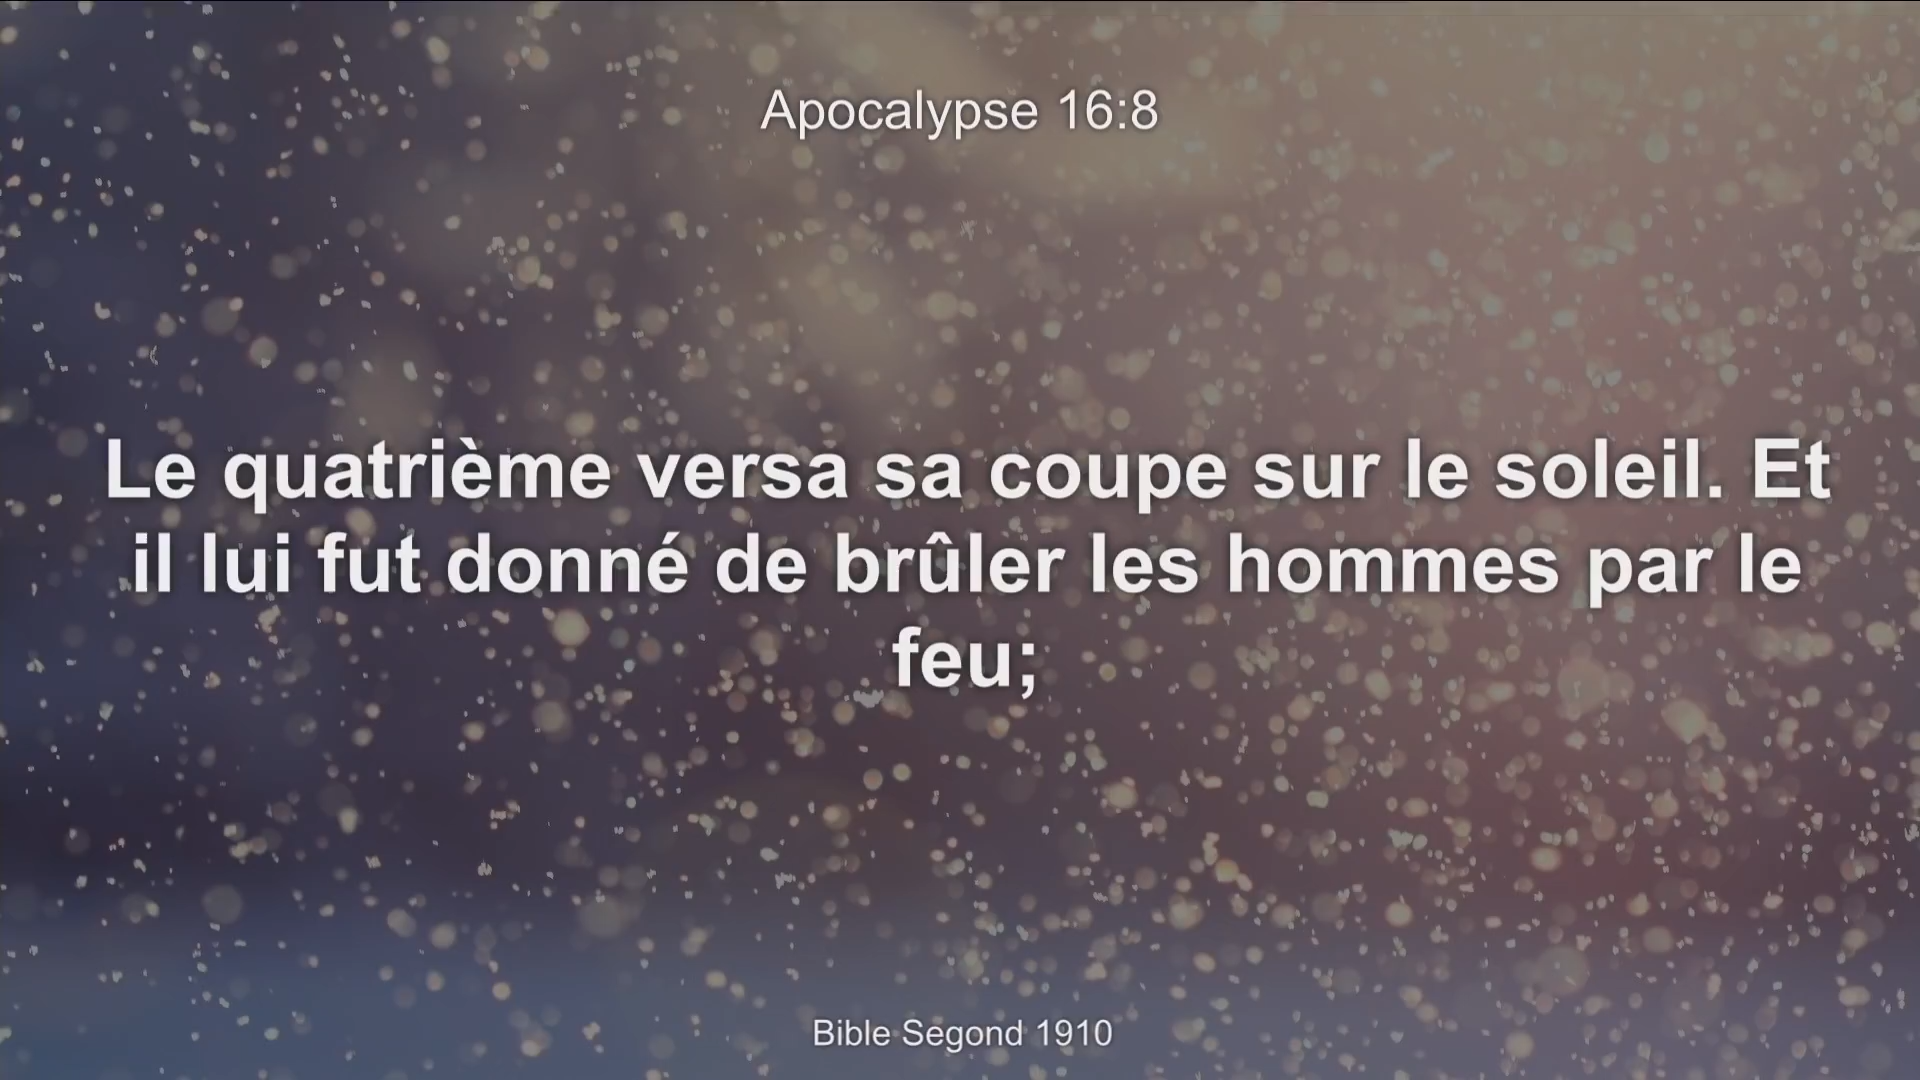 Apocalypse 16:8
Le quatrième versa sa coupe sur le soleil. Et
il lui fut donné de brûler les hommes par le
feu;
Bible Segond 1910